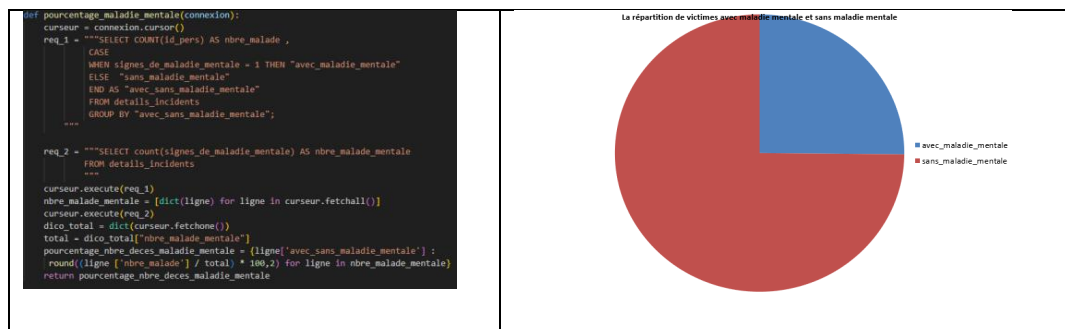 def pourcentage_maladie_mentale(connexion):
curseur = connexion.cursor()
req_1 = """SELECT COUNT(id_pers) AS nbre_malade ,
CASE
WHEN signes_de_maladie_mentale = 1 THEN "avec_maladie_mentale"
ELSE "sans_maladie_mentale"
END AS "avec_sans_maladie_mentale"
FROM details_incidents
GROUP BY "avec_sans_maladie_mentale";
"""
req_2 = """SELECT count(signes_de_maladie_mentale) AS nbre_malade_mentale
FROM details_incidents
"""
curseur.execute(req_1)
nbre_malade_mentale = [dict(ligne) for ligne in curseur.fetchall()]
curseur.execute(req_2)
dico_total = dict(curseur.fetchone())
total = dico_total["nbre_malade_mentale"]
pourcentage_nbre_deces_maladie_mentale = {ligne['avec_sans_maladie_mentale'] :
round((ligne ['nbre_malade'] / total) * 100,2) for ligne in nbre_malade_mentale}
return pourcentage_nbre_deces_maladie_mentale
La répartition de victimes avec maladie mentale et sans maladie mentale
avec_maladie_mentale
sans_maladie_mentale